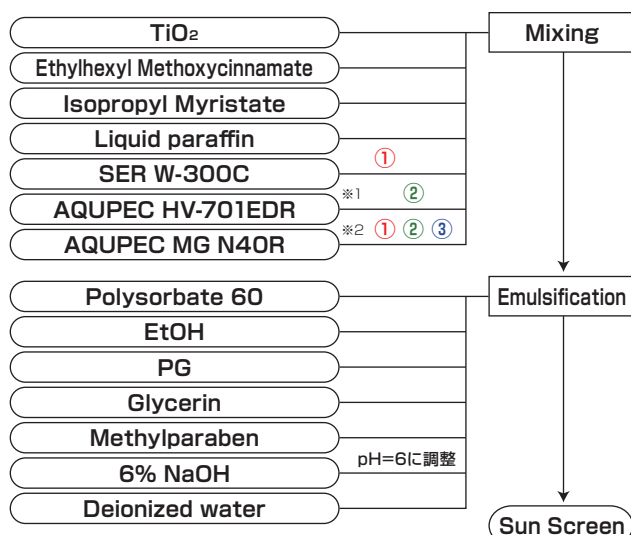 TiO₂
Mixing
Ethylhexyl Methoxycinnamate
Isopropyl Myristate
Liquid paraffin
①
SER W-300C
※1 ②
AQUPEC HV-701EDR
※2 ① ② ③
AQUPEC MG N40R
Polysorbate 60
Emulsification
EtOH
PG
Glycerin
Methylparaben
pH=6に調整
6% NaOH
Deionized water
Sun Screen